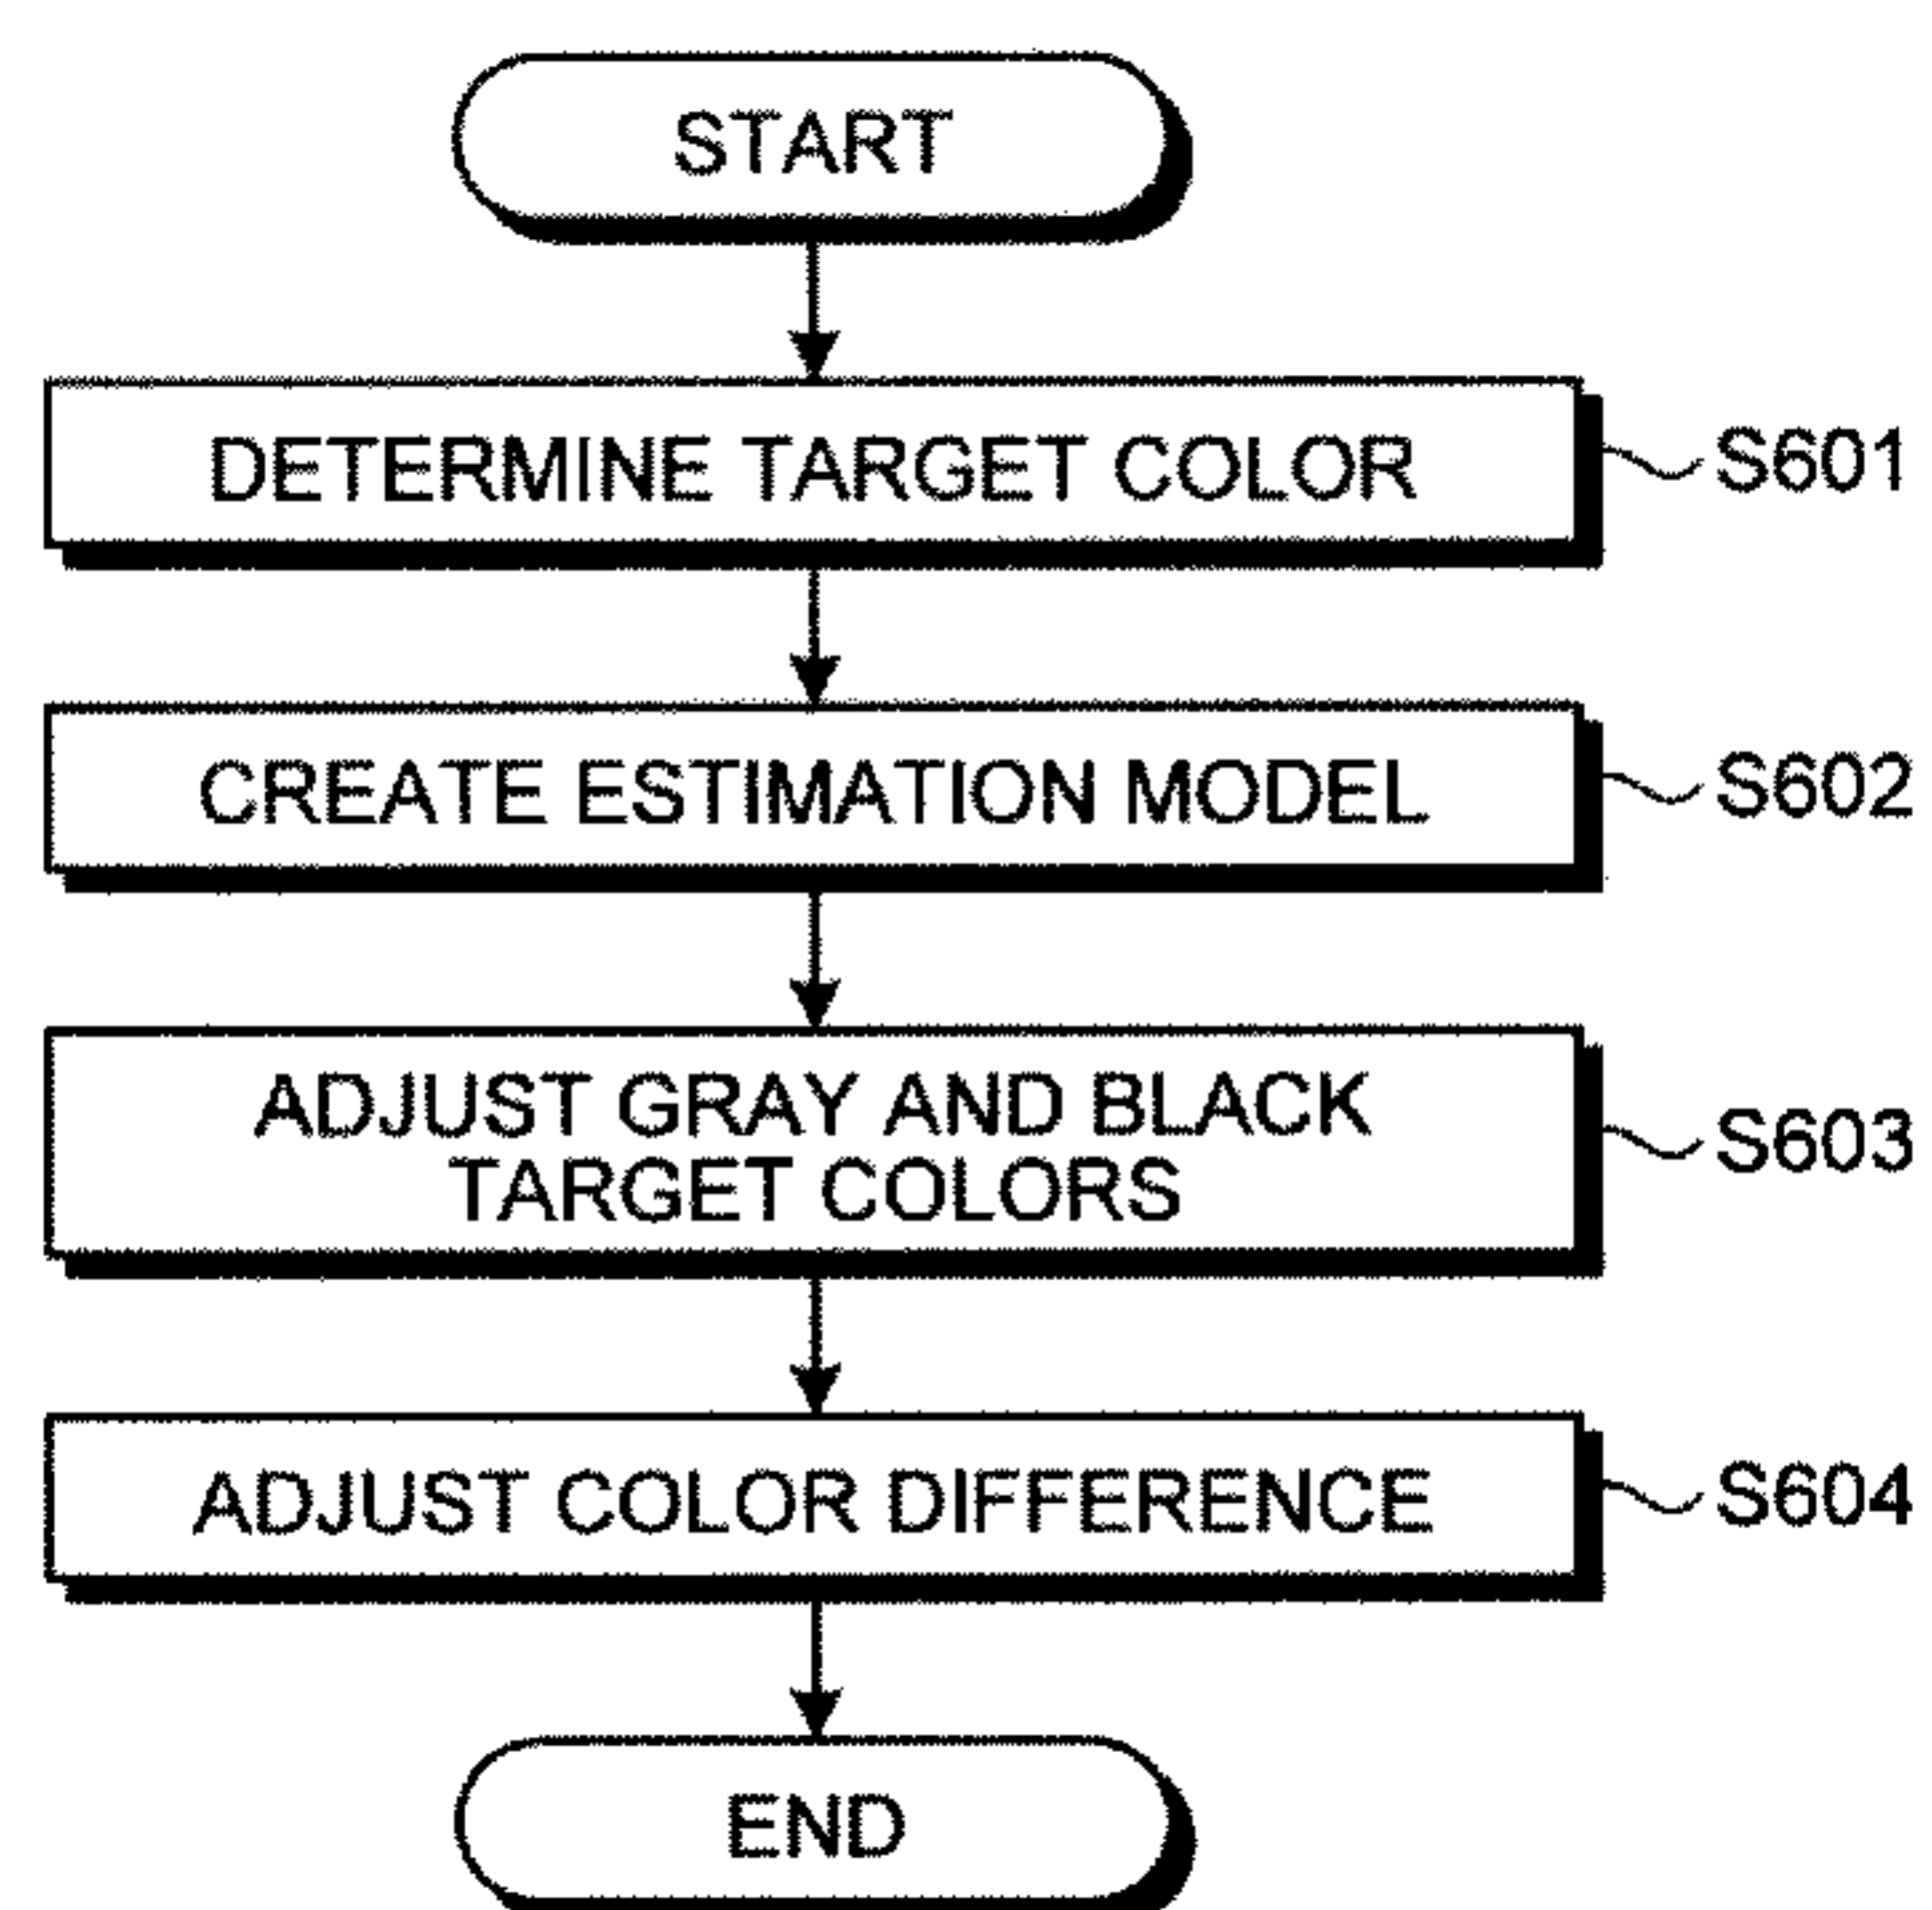 START
DETERMINE TARGET COLOR
S601
CREATE ESTIMATION MODEL
S602
ADJUST GRAY AND BLACK
TARGET COLORS
S603
ADJUST COLOR DIFFERENCE
S604
END